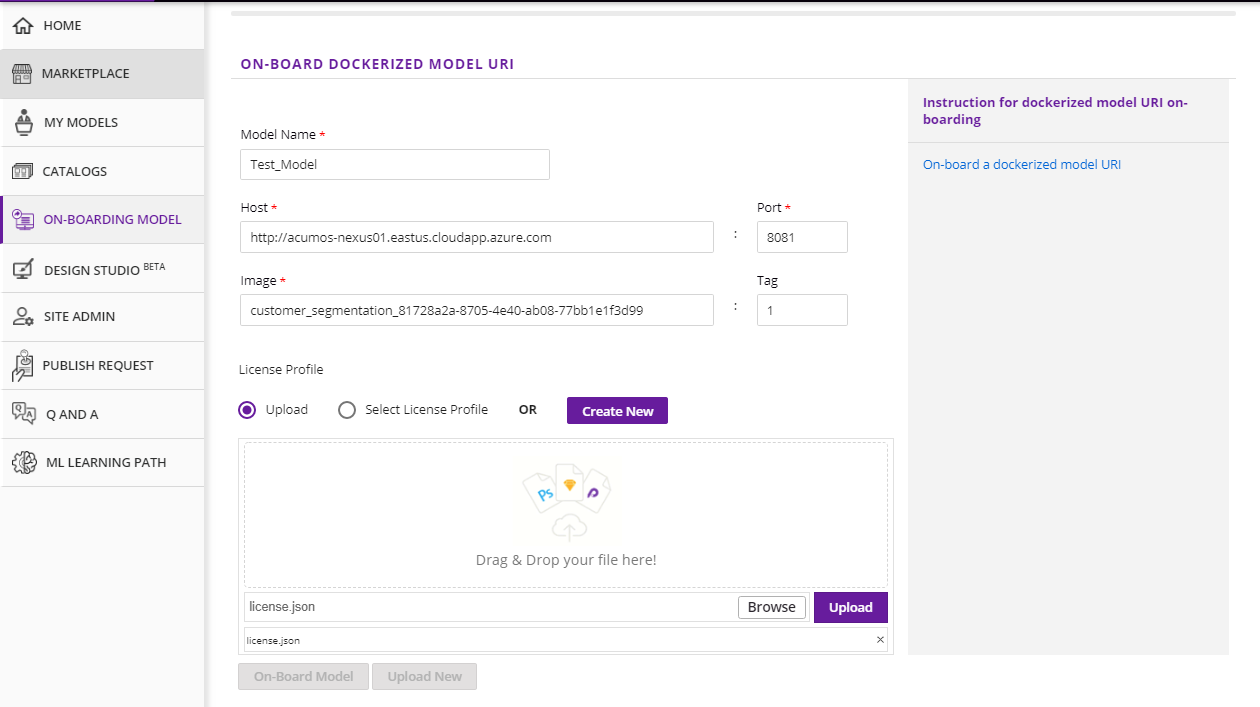 HOME
MARKETPLACE
MY MODELS
CATALOGS
ON-BOARDING MODEL
DESIGN STUDIO BETA
SITE ADMIN
PUBLISH REQUEST
Q AND A
ML LEARNING PATH
ON-BOARD DOCKERIZED MODEL URI
Model Name *
Test_Model
Host * Port *
http://acumos-nexus01.eastus.cloudapp.azure.com : 8081
Image * Tag
customer_segmentation_81728a2a-8705-4e40-ab08-77bb1e1f3d99 : 1
License Profile
Upload Select License Profile OR Create New
Ps
Drag & Drop your file here!
license.json Browse Upload
license.json ×
On-Board Model Upload New
Instruction for dockerized model URI on-
boarding
On-board a dockerized model URI